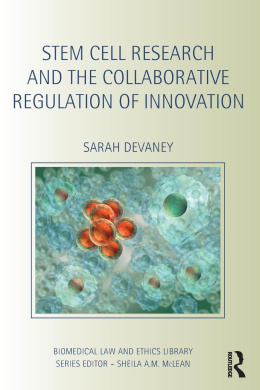 STEM CELL RESEARCH
AND THE COLLABORATIVE
REGULATION OF INNOVATION
SARAH DEVANEY
BIOMEDICAL LAW AND ETHICS LIBRARY
SERIES EDITOR – SHEILA A.M. McLEAN
ROUTLEDGE